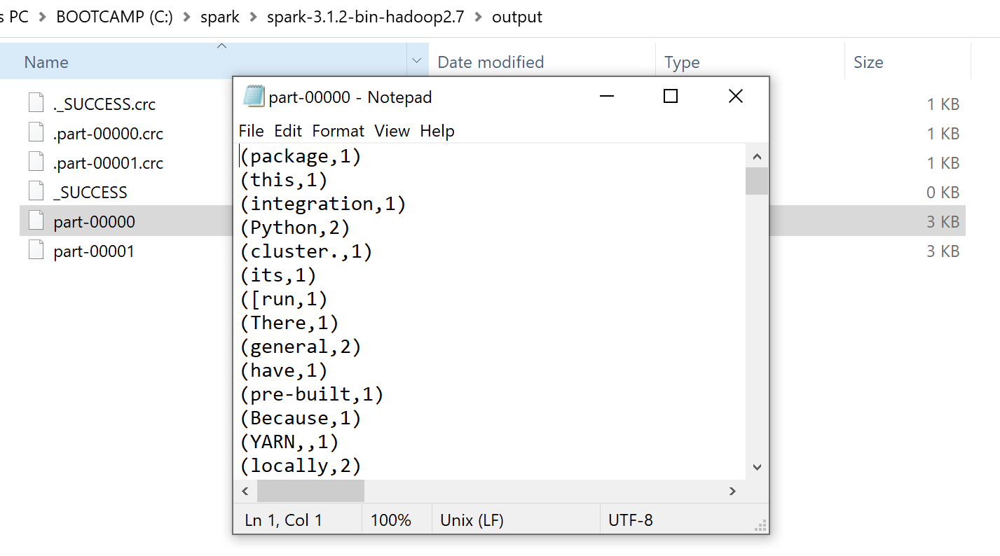 s PC > BOOTCAMP (C:) > spark > spark-3.1.2-bin-hadoop2.7 > output
Name Date modified Type Size
._SUCCESS.crc 1 KB
.part-00000.crc 1 KB
.part-00001.crc 1 KB
_SUCCESS 0 KB
part-00000 3 KB
part-00001 3 KB
part-00000 - Notepad
File Edit Format View Help
(package,1)
(this,1)
(integration,1)
(Python,2)
(cluster.,1)
(its,1)
([run,1)
(There,1)
(general,2)
(have,1)
(pre-built,1)
(Because,1)
(YARN,,1)
(locally,2)
Ln 1, Col 1 100% Unix (LF) UTF-8